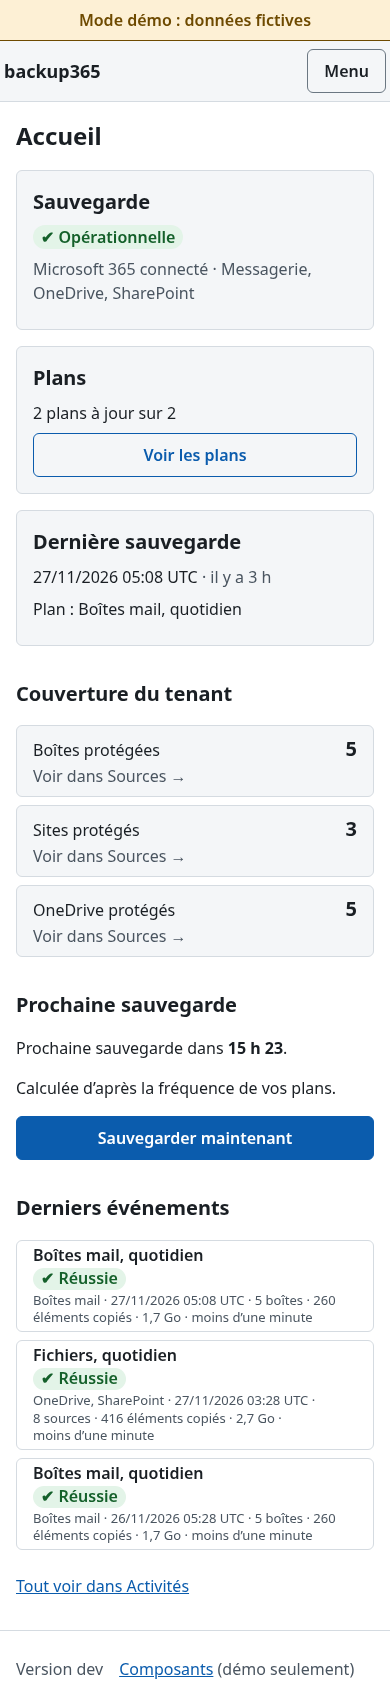 Mode démo : données fictives
backup365
Menu
Accueil
Sauvegarde
✔ Opérationnelle
Microsoft 365 connecté · Messagerie,
OneDrive, SharePoint
Plans
2 plans à jour sur 2
Voir les plans
Dernière sauvegarde
27/11/2026 05:08 UTC · il y a 3 h
Plan : Boîtes mail, quotidien
Couverture du tenant
Boîtes protégées 5
Voir dans Sources →
Sites protégés 3
Voir dans Sources →
OneDrive protégés 5
Voir dans Sources →
Prochaine sauvegarde
Prochaine sauvegarde dans 15 h 23.
Calculée d’après la fréquence de vos plans.
Sauvegarder maintenant
Derniers événements
Boîtes mail, quotidien
✔ Réussie
Boîtes mail · 27/11/2026 05:08 UTC · 5 boîtes · 260
éléments copiés · 1,7 Go · moins d’une minute
Fichiers, quotidien
✔ Réussie
OneDrive, SharePoint · 27/11/2026 03:28 UTC ·
8 sources · 416 éléments copiés · 2,7 Go ·
moins d’une minute
Boîtes mail, quotidien
✔ Réussie
Boîtes mail · 26/11/2026 05:28 UTC · 5 boîtes · 260
éléments copiés · 1,7 Go · moins d’une minute
Tout voir dans Activités
Version dev Composants (démo seulement)